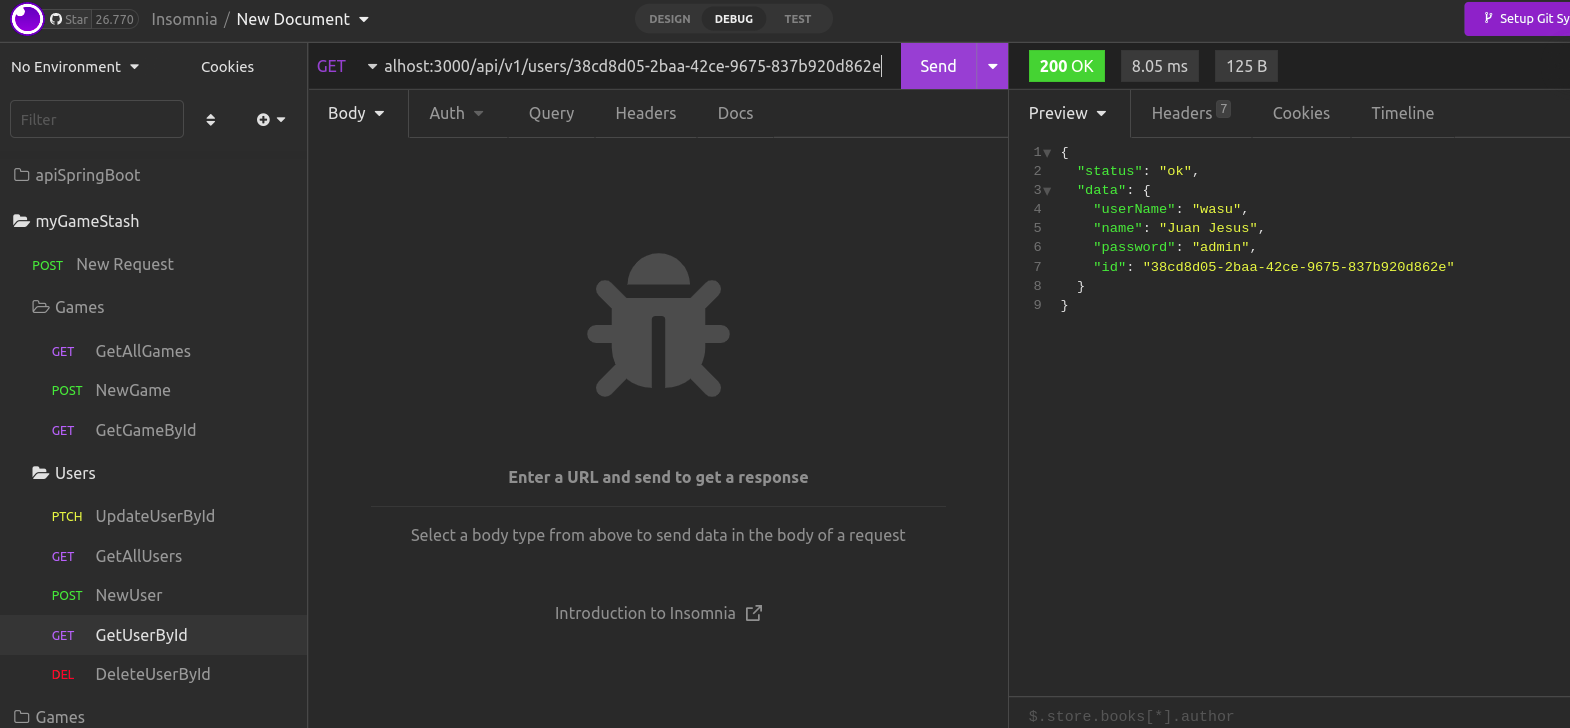 Star 26.770 Insomnia / New Document DESIGN DEBUG TEST Setup Git Sy
No Environment Cookies
Filter
apiSpringBoot
myGameStash
POST New Request
Games
GET GetAllGames
POST NewGame
GET GetGameById
Users
PTCH UpdateUserById
GET GetAllUsers
POST NewUser
GET GetUserById
DEL DeleteUserById
Games
GET alhost:3000/api/v1/users/38cd8d05-2baa-42ce-9675-837b920d862e Send
Body Auth Query Headers Docs
Enter a URL and send to get a response
Select a body type from above to send data in the body of a request
Introduction to Insomnia
200 OK 8.05 ms 125 B
Preview Headers 7 Cookies Timeline
1 {
2 "status": "ok",
3 "data": {
4 "userName": "wasu",
5 "name": "Juan Jesus",
6 "password": "admin",
7 "id": "38cd8d05-2baa-42ce-9675-837b920d862e"
8 }
9 }
$.store.books[*].author